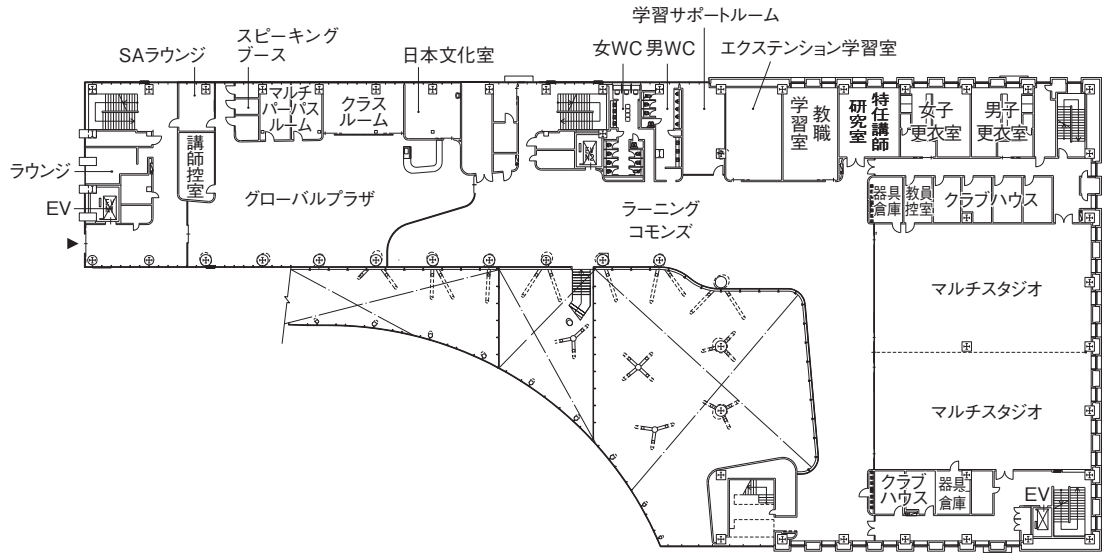 学習サポートルーム
スピーキング
ブース
SAラウンジ
日本文化室
女WC
男WC
エクステンション学習室
マルチ
パーパス
ルーム
クラス
ルーム
教職
学習室
特任講師
研究室
女子
更衣室
男子
更衣室
講師控室
ラウンジ
EV
グローバルプラザ
ラーニング
コモンズ
器具
倉庫
教員
控室
クラブハウス
マルチスタジオ
マルチスタジオ
クラブ
ハウス
器具
倉庫
EV